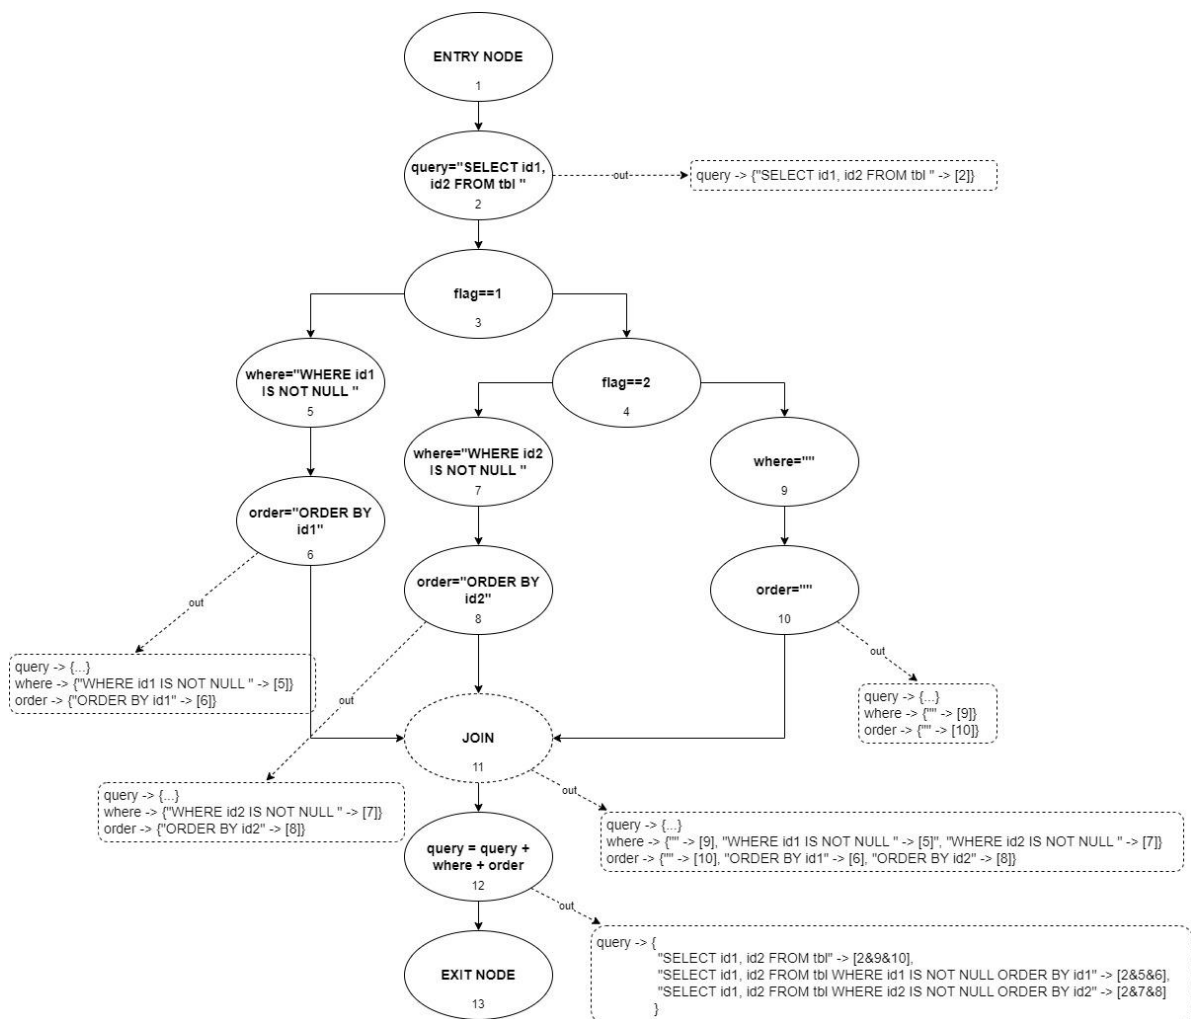 ENTRY NODE
1
query="SELECT id1,
id2 FROM tbl "
2
out
query -> {"SELECT id1, id2 FROM tbl " -> [2]}
flag==1
3
where="WHERE id1
IS NOT NULL "
5
flag==2
4
where="WHERE id2
IS NOT NULL "
7
where=""
9
order="ORDER BY
id1"
6
order="ORDER BY
id2"
8
order=""
10
out
query -> {...}
where -> {"WHERE id1 IS NOT NULL " -> [5]}
order -> {"ORDER BY id1" -> [6]}
out
query -> {...}
where -> {"" -> [9]}
order -> {"" -> [10]}
out
JOIN
11
query -> {...}
where -> {"WHERE id2 IS NOT NULL " -> [7]}
order -> {"ORDER BY id2" -> [8]}
out
query -> {...}
where -> {"" -> [9], "WHERE id1 IS NOT NULL " -> [5]", "WHERE id2 IS NOT NULL " -> [7]}
order -> {"" -> [10], "ORDER BY id1" -> [6], "ORDER BY id2" -> [8]}
query = query +
where + order
12
out
query -> {
"SELECT id1, id2 FROM tbl" -> [2&9&10],
"SELECT id1, id2 FROM tbl WHERE id1 IS NOT NULL ORDER BY id1" -> [2&5&6],
"SELECT id1, id2 FROM tbl WHERE id2 IS NOT NULL ORDER BY id2" -> [2&7&8]
}
EXIT NODE
13